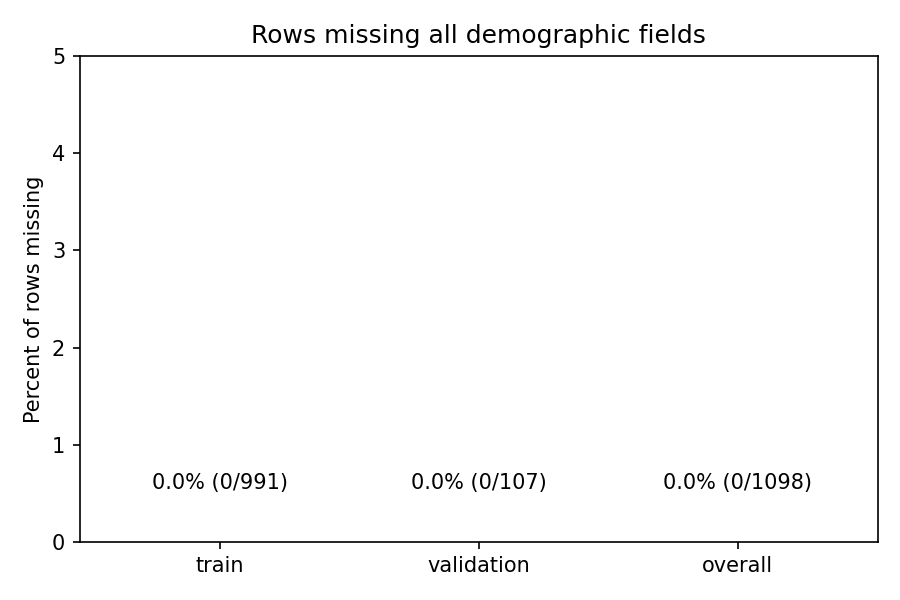 Rows missing all demographic fields
Percent of rows missing
5
4
3
2
1
0
0.0% (0/991)
0.0% (0/107)
0.0% (0/1098)
train
validation
overall